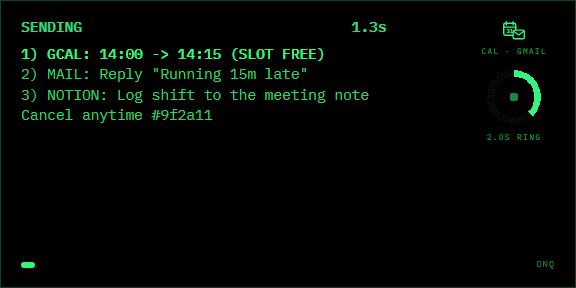 SENDING 1.3s
1) GCAL: 14:00 -> 14:15 (SLOT FREE)
2) MAIL: Reply "Running 15m late"
3) NOTION: Log shift to the meeting note
Cancel anytime #9f2a11
31
CAL · GMAIL
2.0S RING
ONQ